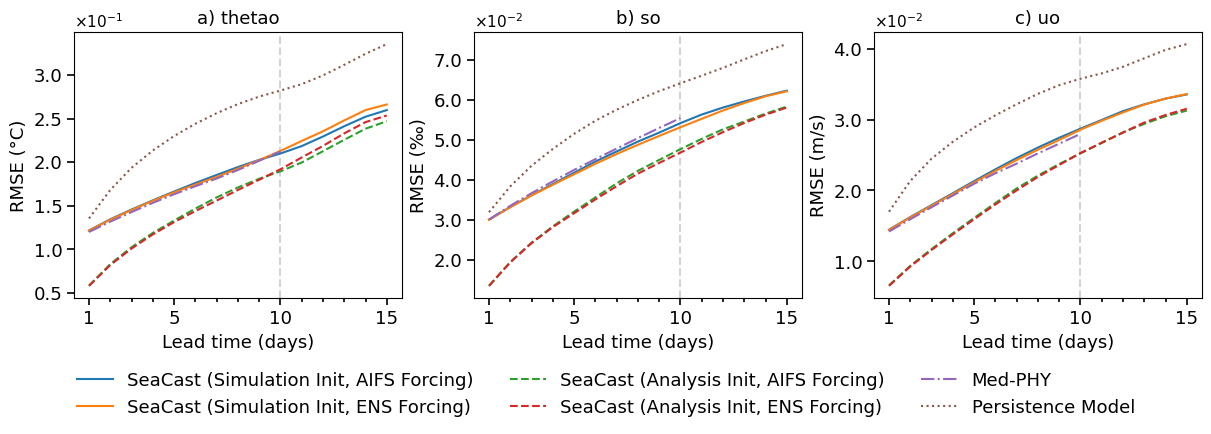 a) thetao
×10⁻¹
RMSE (°C)
3.0
2.5
2.0
1.5
1.0
0.5
1
5
10
15
Lead time (days)
b) so
×10⁻²
RMSE (‰)
7.0
6.0
5.0
4.0
3.0
2.0
1
5
10
15
Lead time (days)
c) uo
×10⁻²
RMSE (m/s)
4.0
3.0
2.0
1.0
1
5
10
15
Lead time (days)
SeaCast (Simulation Init, AIFS Forcing)
SeaCast (Simulation Init, ENS Forcing)
SeaCast (Analysis Init, AIFS Forcing)
SeaCast (Analysis Init, ENS Forcing)
Med-PHY
Persistence Model